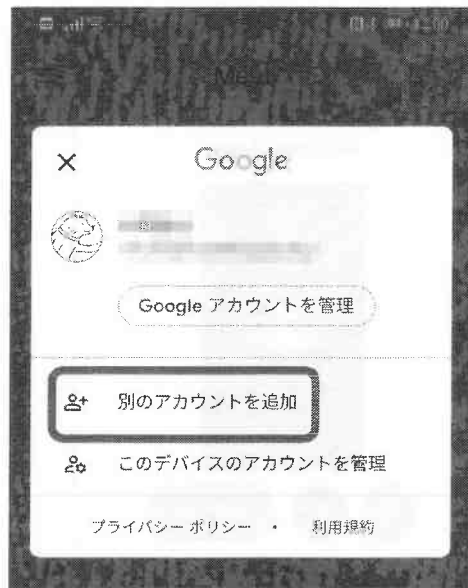 Meet
×
Google
Google アカウントを管理
別のアカウントを追加
このデバイスのアカウントを管理
プライバシー ポリシー ・ 利用規約